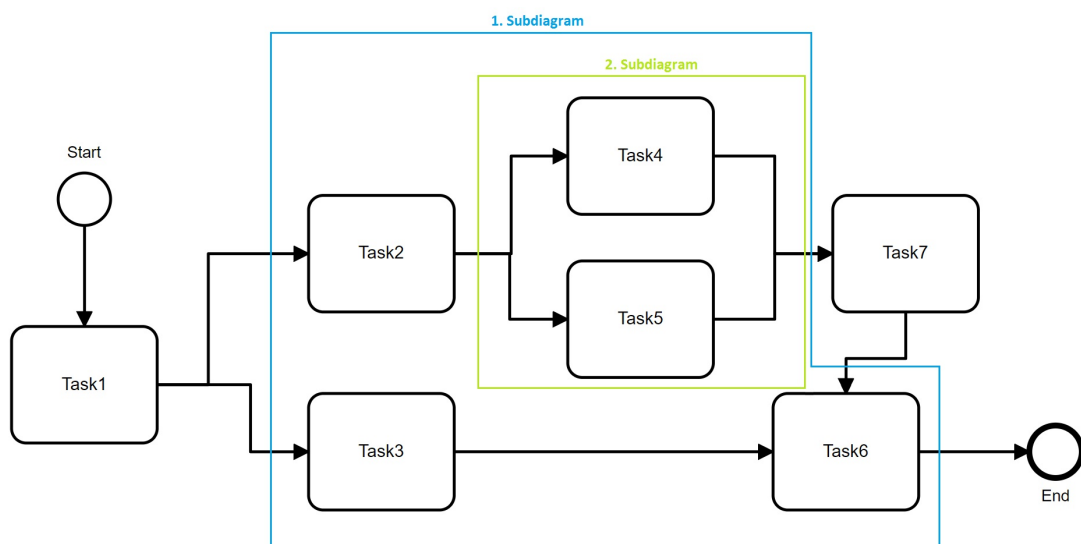 1. Subdiagram
2. Subdiagram
Start
Task4
Task2
Task7
Task5
Task1
Task3
Task6
End